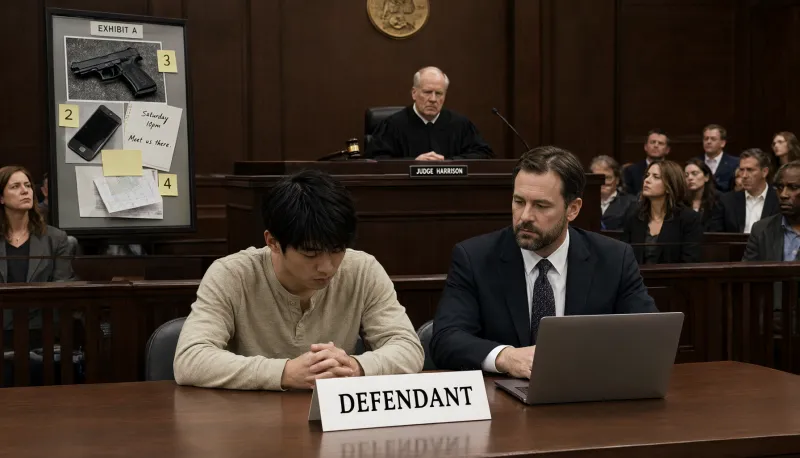 EXHIBIT A
3
2
Saturday
10pm
Meet us there.
4
JUDGE HARRISON
DEFENDANT